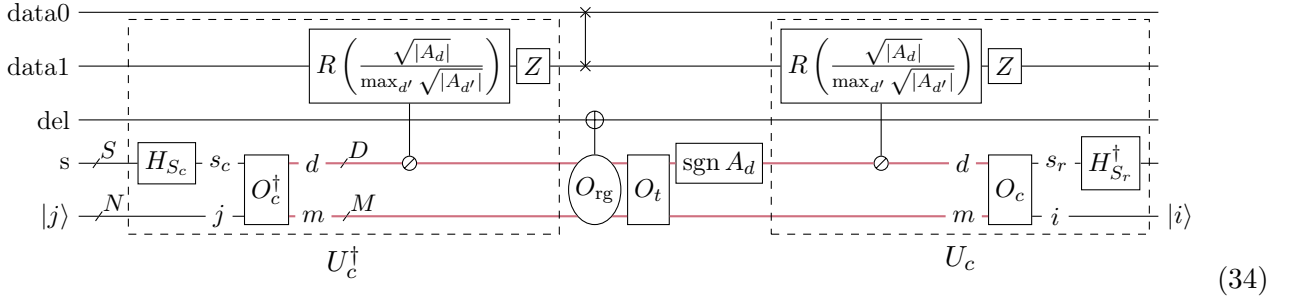 data0
data1 R ( √|A_d| / max_{d'} √|A_{d'}| ) Z R ( √|A_d| / max_{d'} √|A_{d'}| ) Z
del
s S H_{S_c} s_c O_c^† d D O_rg O_t sgn A_d d O_c s_r H_{S_r}^†
|j⟩ N j m M m i |i⟩
U_c^† U_c
(34)